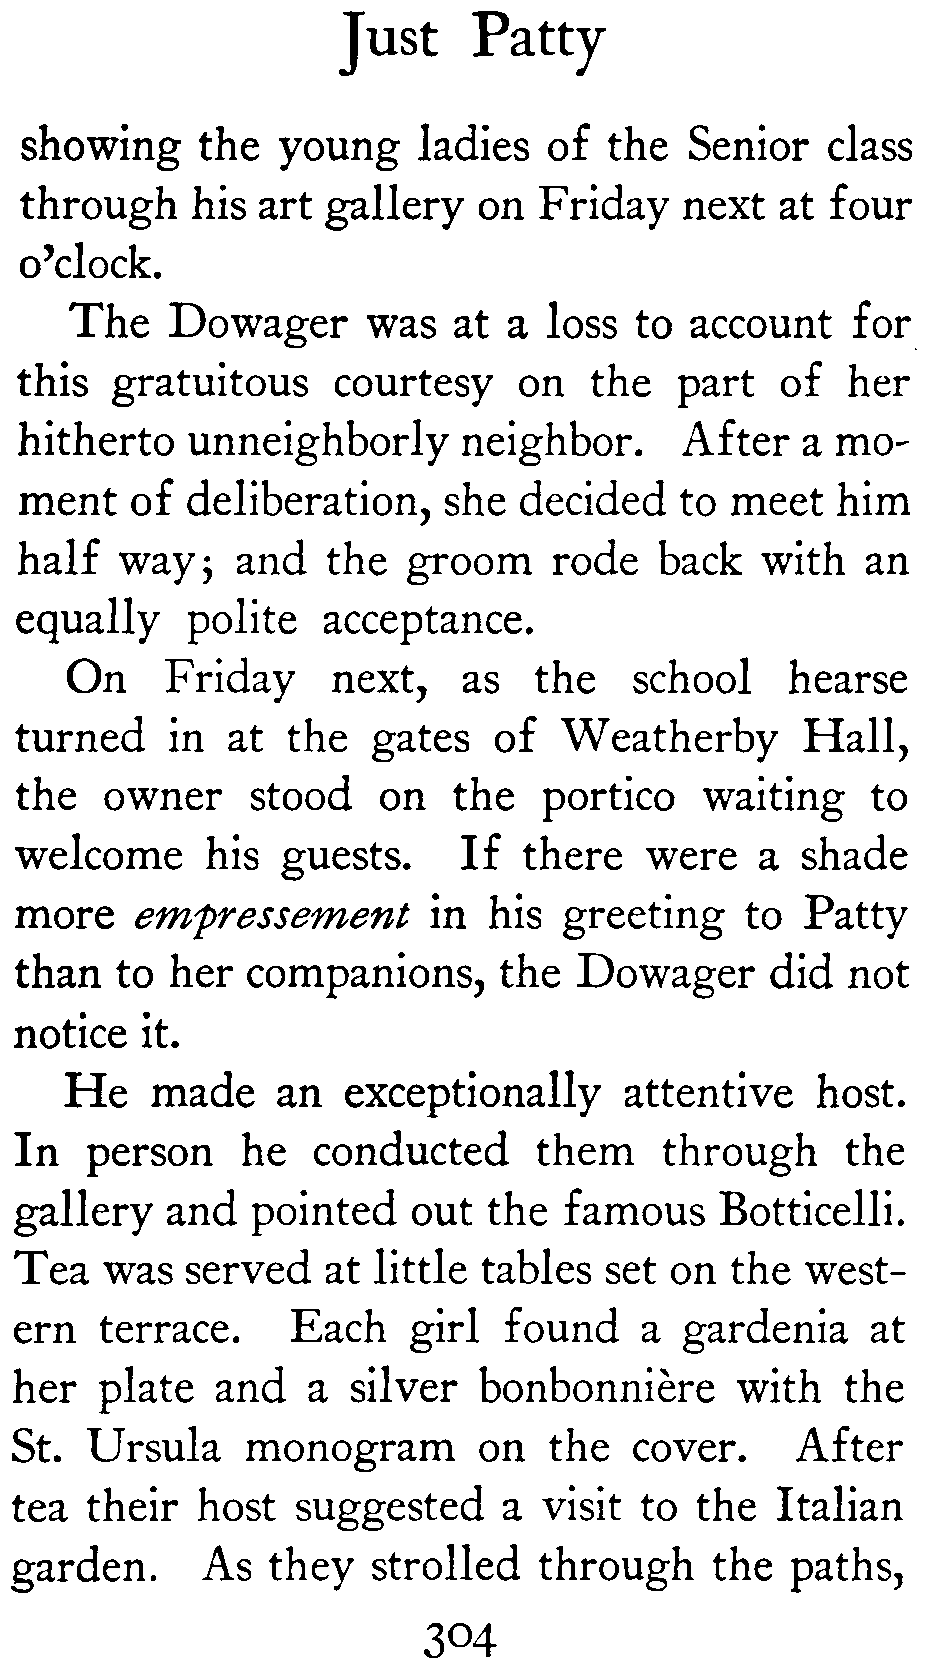 Just Patty
showing the young ladies of the Senior class
through his art gallery on Friday next at four
o'clock.
The Dowager was at a loss to account for
this gratuitous courtesy on the part of her
hitherto unneighborly neighbor. After a mo-
ment of deliberation, she decided to meet him
half way; and the groom rode back with an
equally polite acceptance.
On Friday next, as the school hearse
turned in at the gates of Weatherby Hall,
the owner stood on the portico waiting to
welcome his guests. If there were a shade
more empressement in his greeting to Patty
than to her companions, the Dowager did not
notice it.
He made an exceptionally attentive host.
In person he conducted them through the
gallery and pointed out the famous Botticelli.
Tea was served at little tables set on the west-
ern terrace. Each girl found a gardenia at
her plate and a silver bonbonnière with the
St. Ursula monogram on the cover. After
tea their host suggested a visit to the Italian
garden. As they strolled through the paths,
304